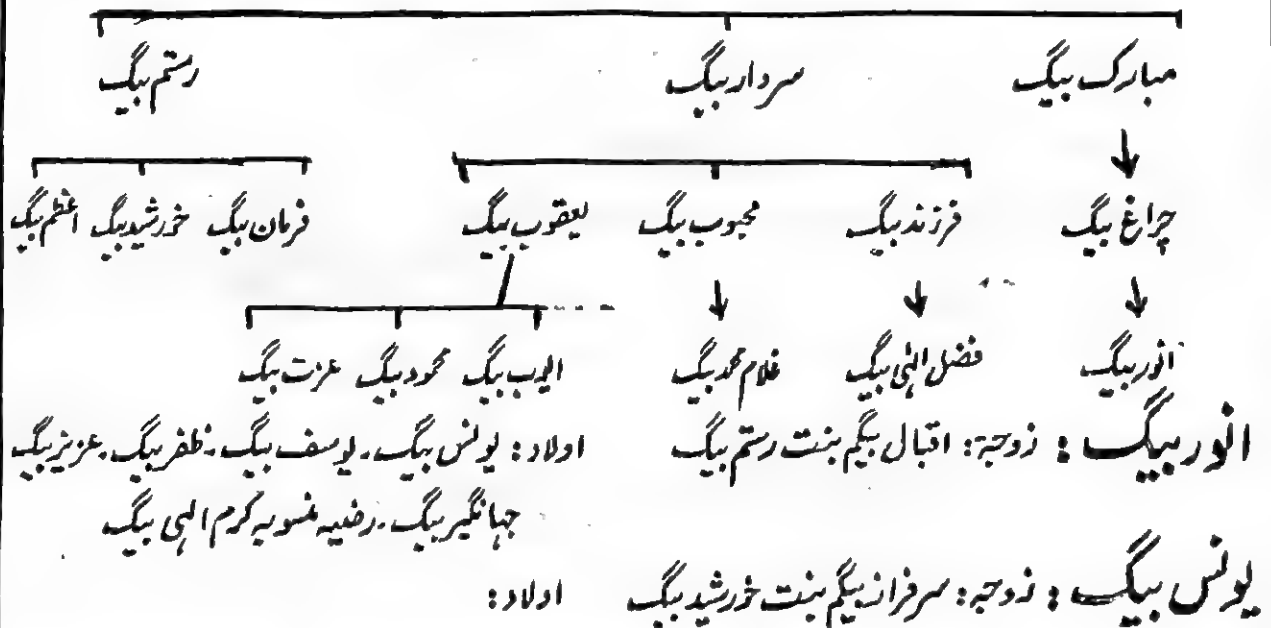 مبارک بیگ سردار بیگ رستم بیگ
چراغ بیگ فرزند بیگ محبوب بیگ یعقوب بیگ فرمان بیگ خورشید بیگ اعظم بیگ
انور بیگ فضل الٰہی بیگ غلام محمد بیگ ایوب بیگ محمود بیگ عزت بیگ
انور بیگ : زوجہ: اقبال بیگم بنت رستم بیگ اولاد: یونس بیگ۔ یوسف بیگ۔ ظفر بیگ۔ عزیز بیگ
جہانگیر بیگ۔ رضیہ منسوبہ کرم الٰہی بیگ
یونس بیگ : زوجہ: سرفراز بیگم بنت خورشید بیگ اولاد: